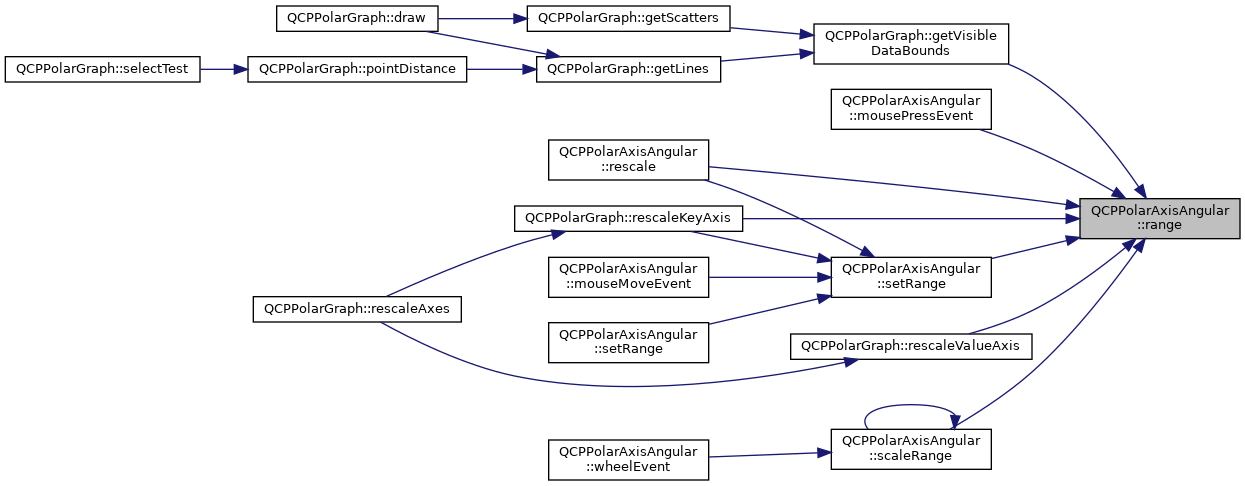 QCPPolarGraph::draw
QCPPolarGraph::getScatters
QCPPolarGraph::getVisible
DataBounds
QCPPolarGraph::selectTest
QCPPolarGraph::pointDistance
QCPPolarGraph::getLines
QCPPolarAxisAngular
::mousePressEvent
QCPPolarAxisAngular
::rescale
QCPPolarAxisAngular
::range
QCPPolarGraph::rescaleKeyAxis
QCPPolarAxisAngular
::mouseMoveEvent
QCPPolarAxisAngular
::setRange
QCPPolarGraph::rescaleAxes
QCPPolarAxisAngular
::setRange
QCPPolarGraph::rescaleValueAxis
QCPPolarAxisAngular
::scaleRange
QCPPolarAxisAngular
::wheelEvent